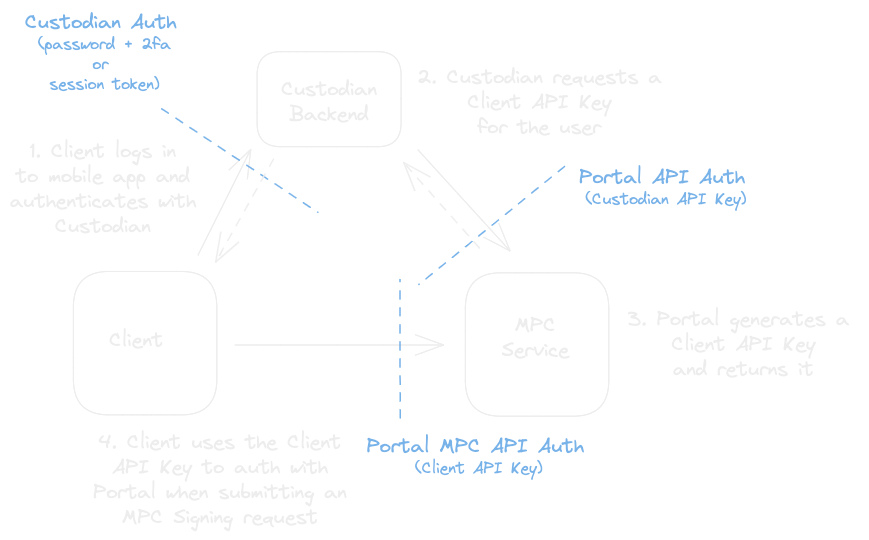 Custodian Auth
(password + 2fa
or
session token)
Custodian
Backend
2. Custodian requests a
Client API Key
for the user
1. Client logs in
to mobile app and
authenticates with
Custodian
Portal API Auth
(Custodian API Key)
Client
MPC
Service
3. Portal generates a
Client API Key
and returns it
4. Client uses the Client
API Key to auth with
Portal when submitting an
MPC Signing request
Portal MPC API Auth
(Client API Key)